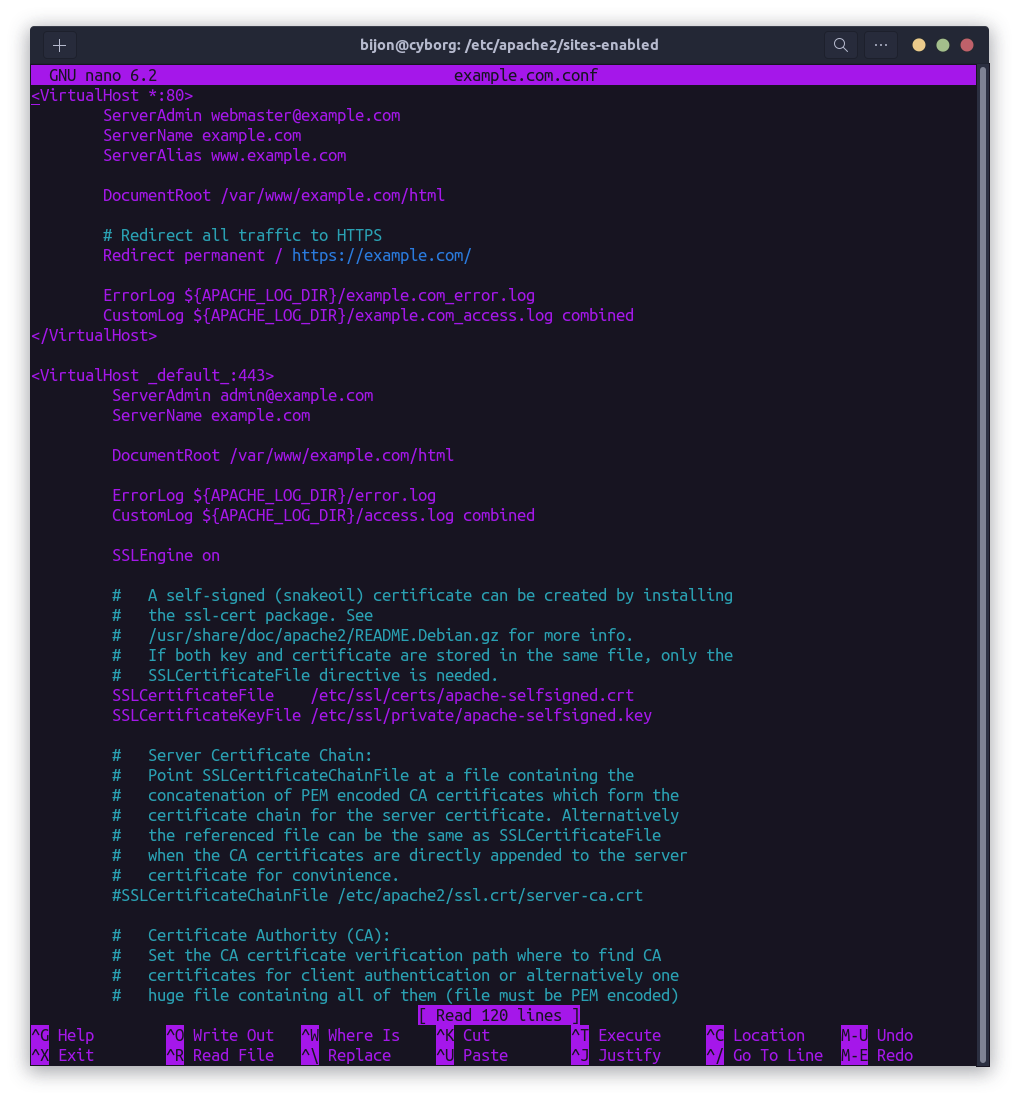 bijon@cyborg: /etc/apache2/sites-enabled
GNU nano 6.2 example.com.conf
<VirtualHost *:80>
ServerAdmin webmaster@example.com
ServerName example.com
ServerAlias www.example.com
DocumentRoot /var/www/example.com/html
# Redirect all traffic to HTTPS
Redirect permanent / https://example.com/
ErrorLog ${APACHE_LOG_DIR}/example.com_error.log
CustomLog ${APACHE_LOG_DIR}/example.com_access.log combined
</VirtualHost>
<VirtualHost _default_:443>
ServerAdmin admin@example.com
ServerName example.com
DocumentRoot /var/www/example.com/html
ErrorLog ${APACHE_LOG_DIR}/error.log
CustomLog ${APACHE_LOG_DIR}/access.log combined
SSLEngine on
#   A self-signed (snakeoil) certificate can be created by installing
#   the ssl-cert package. See
#   /usr/share/doc/apache2/README.Debian.gz for more info.
#   If both key and certificate are stored in the same file, only the
#   SSLCertificateFile directive is needed.
SSLCertificateFile    /etc/ssl/certs/apache-selfsigned.crt
SSLCertificateKeyFile /etc/ssl/private/apache-selfsigned.key
#   Server Certificate Chain:
#   Point SSLCertificateChainFile at a file containing the
#   concatenation of PEM encoded CA certificates which form the
#   certificate chain for the server certificate. Alternatively
#   the referenced file can be the same as SSLCertificateFile
#   when the CA certificates are directly appended to the server
#   certificate for convinience.
#SSLCertificateChainFile /etc/apache2/ssl.crt/server-ca.crt
#   Certificate Authority (CA):
#   Set the CA certificate verification path where to find CA
#   certificates for client authentication or alternatively one
#   huge file containing all of them (file must be PEM encoded)
[ Read 120 lines ]
^G Help ^O Write Out ^W Where Is ^K Cut ^T Execute ^C Location M-U Undo
^X Exit ^R Read File ^\ Replace ^U Paste ^J Justify ^/ Go To Line M-E Redo